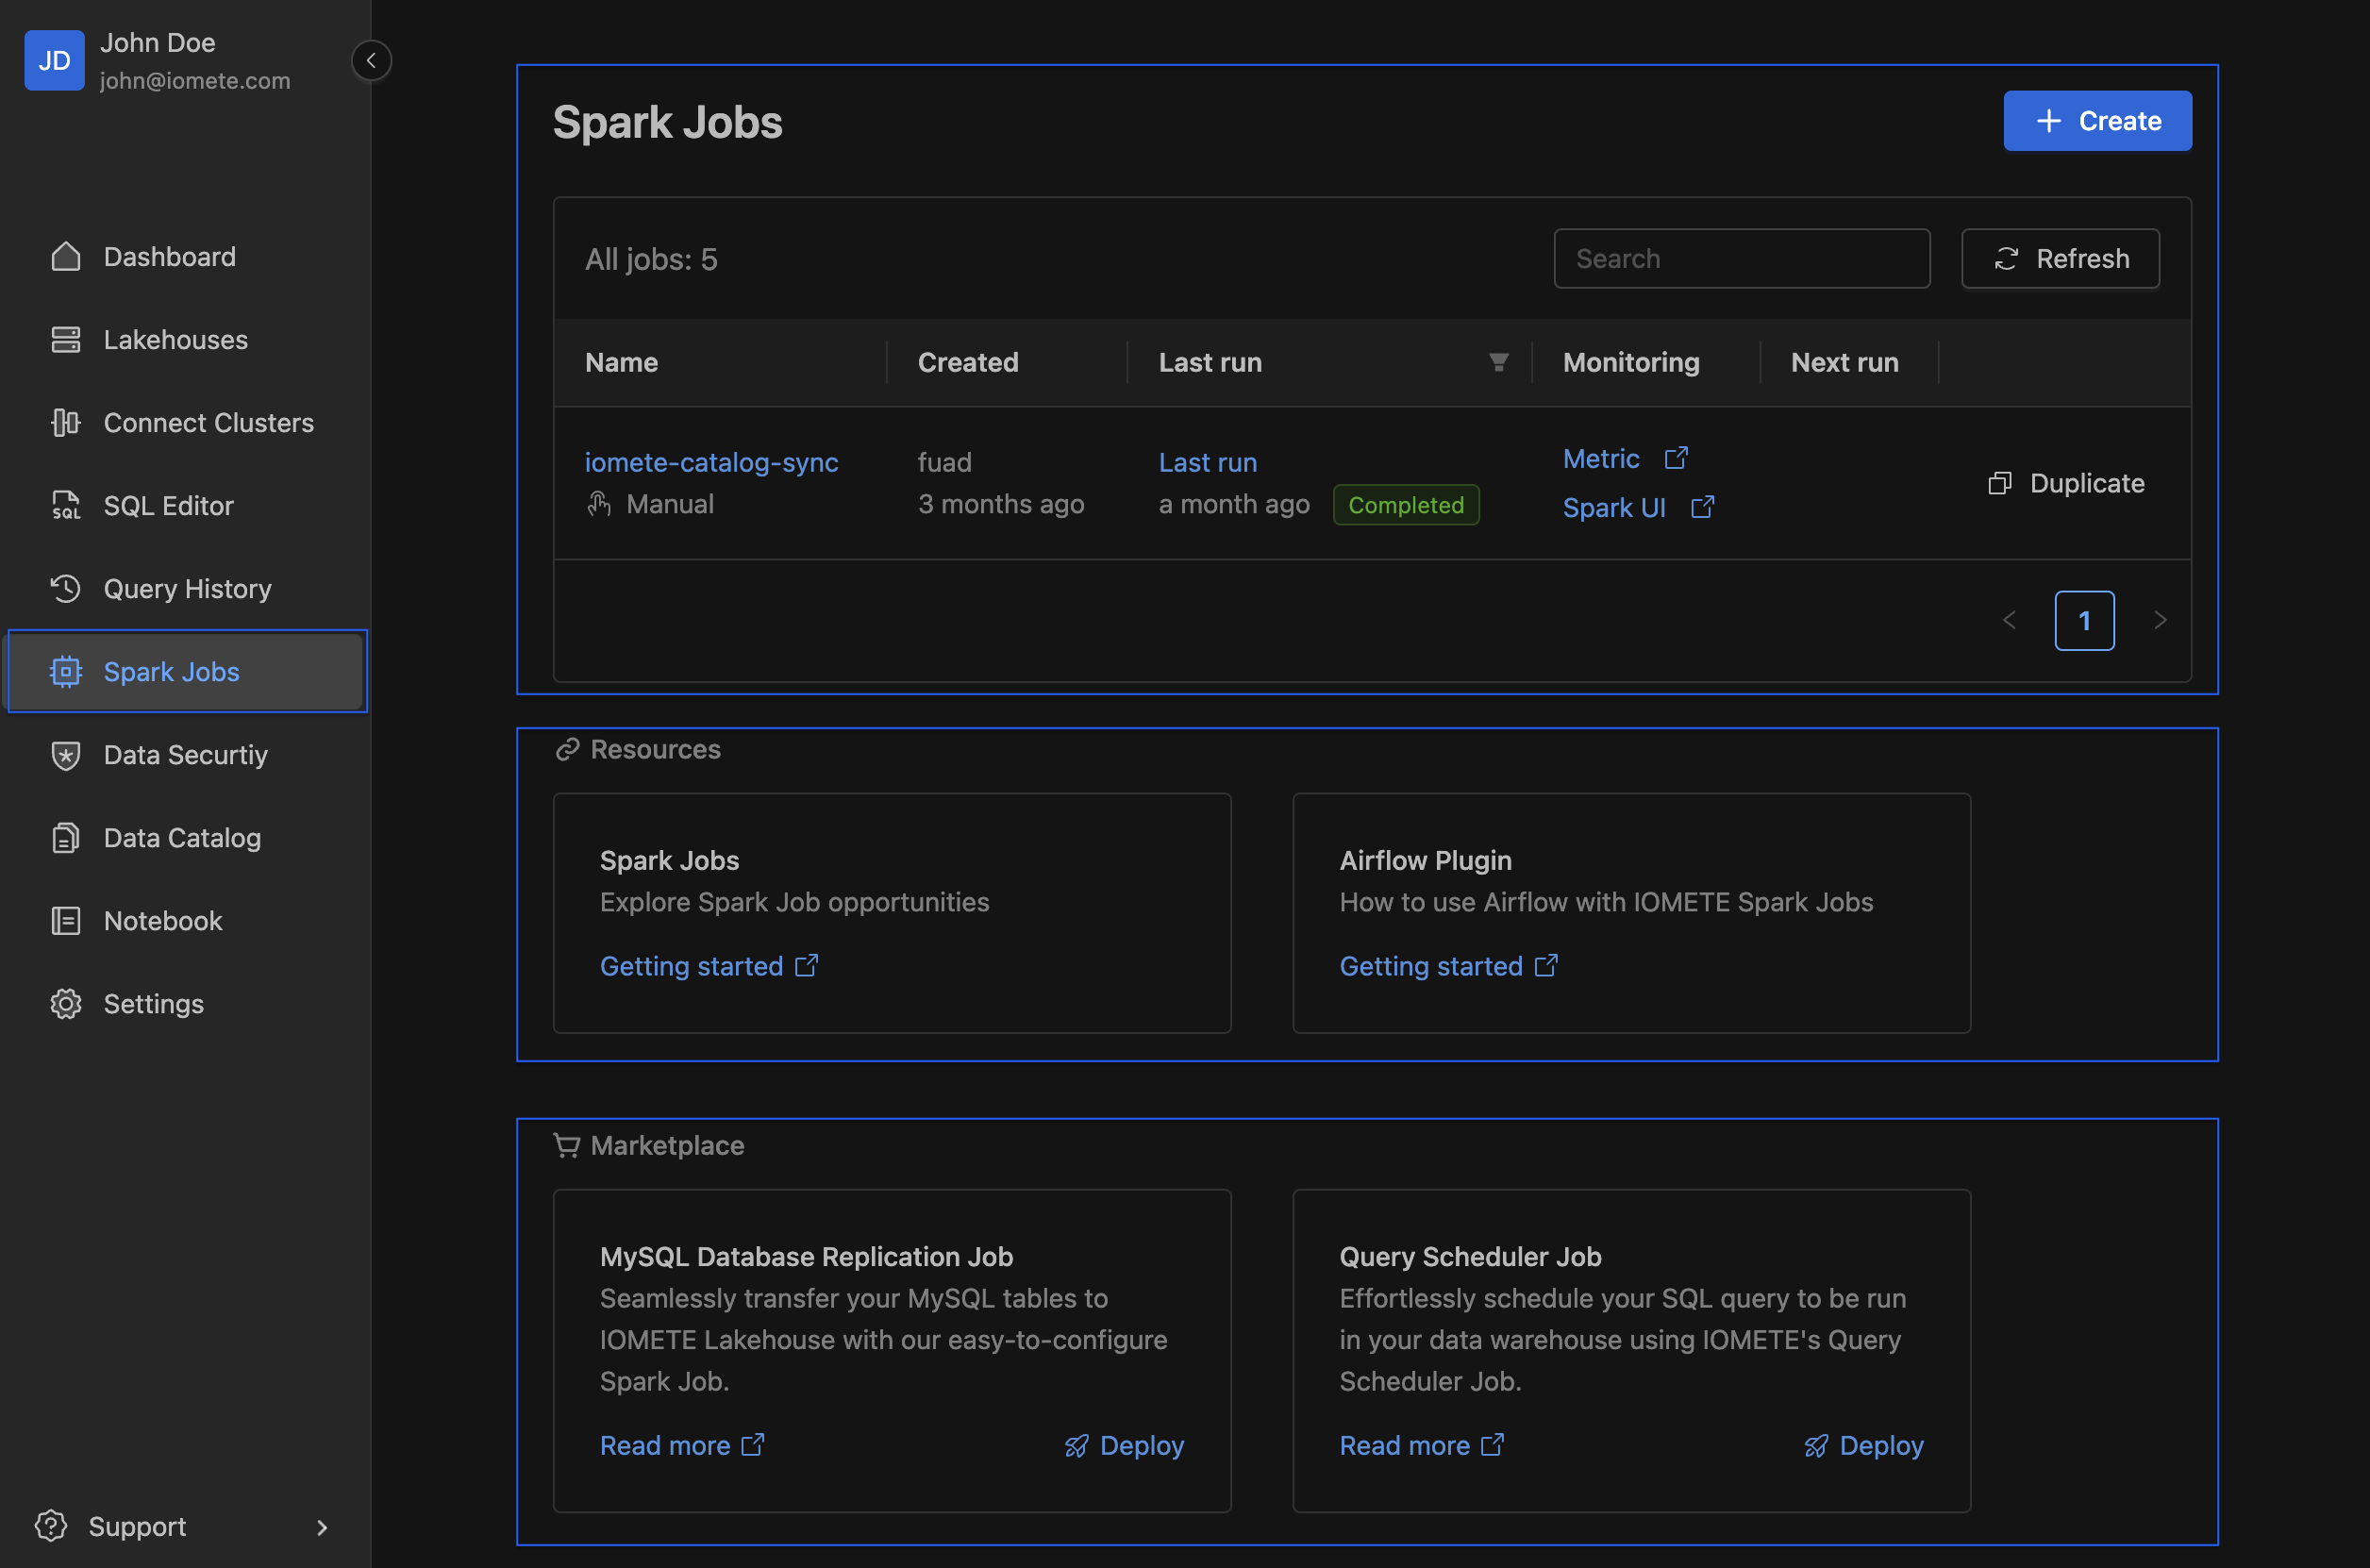 JD
John Doe
john@iomete.com
Dashboard
Lakehouses
Connect Clusters
SQL Editor
Query History
Spark Jobs
Data Securtiy
Data Catalog
Notebook
Settings
Support
Spark Jobs
Create
All jobs: 5
Search
Refresh
Name Created Last run Monitoring Next run
iomete-catalog-sync fuad Last run Metric
Manual 3 months ago a month ago Completed Spark UI Duplicate
1
Resources
Spark Jobs
Explore Spark Job opportunities
Getting started
Airflow Plugin
How to use Airflow with IOMETE Spark Jobs
Getting started
Marketplace
MySQL Database Replication Job
Seamlessly transfer your MySQL tables to
IOMETE Lakehouse with our easy-to-configure
Spark Job.
Read more Deploy
Query Scheduler Job
Effortlessly schedule your SQL query to be run
in your data warehouse using IOMETE's Query
Scheduler Job.
Read more Deploy